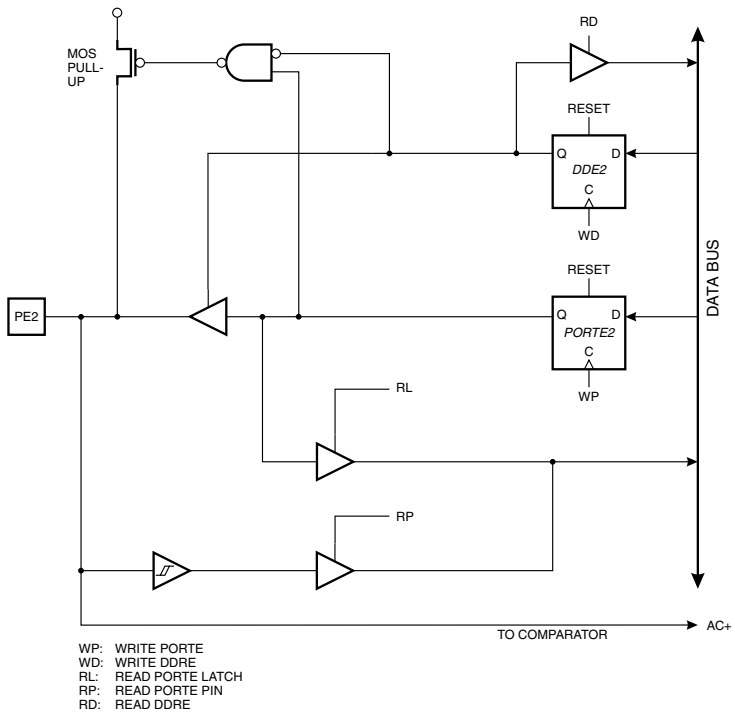 RD
MOS
PULL-
UP
RESET
Q D
DDE2
C
WD
DATA BUS
RESET
PE2
Q D
PORTE2
C
WP
RL
RP
TO COMPARATOR
AC+
WP: WRITE PORTE
WD: WRITE DDRE
RL: READ PORTE LATCH
RP: READ PORTE PIN
RD: READ DDRE